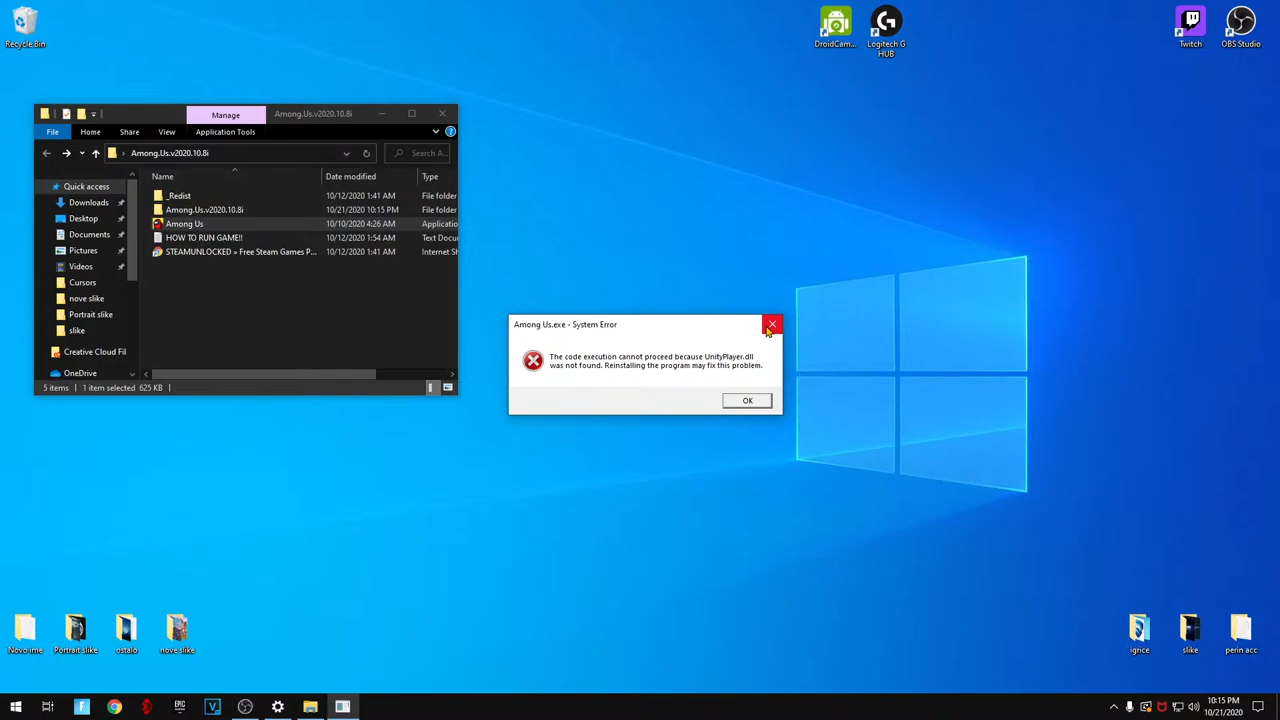 Recycle Bin
DroidCam...
Logitech G
HUB
Twitch
OBS Studio
Manage
Among.Us.v2020.10.8i
File
Home
Share
View
Application Tools
Among.Us.v2020.10.8i
Search A...
Name
Date modified
Type
Quick access
Downloads
Desktop
Documents
Pictures
Videos
Cursors
nove slike
Portrait slike
slike
Creative Cloud Fil
OneDrive
_Redist 10/12/2020 1:41 AM File folder
Among.Us.v2020.10.8i 10/21/2020 10:15 PM File folder
Among Us 10/10/2020 4:26 AM Applicatio
HOW TO RUN GAME!! 10/12/2020 1:54 AM Text Docu
STEAMUNLOCKED » Free Steam Games P... 10/12/2020 1:41 AM Internet Sh
5 items
1 item selected 625 KB
Among Us.exe - System Error
The code execution cannot proceed because UnityPlayer.dll
was not found. Reinstalling the program may fix this problem.
OK
Novo ime
Portrait slike
ostalo
nove slike
igrice
slike
perin acc
EPIC
V
10:15 PM
10/21/2020